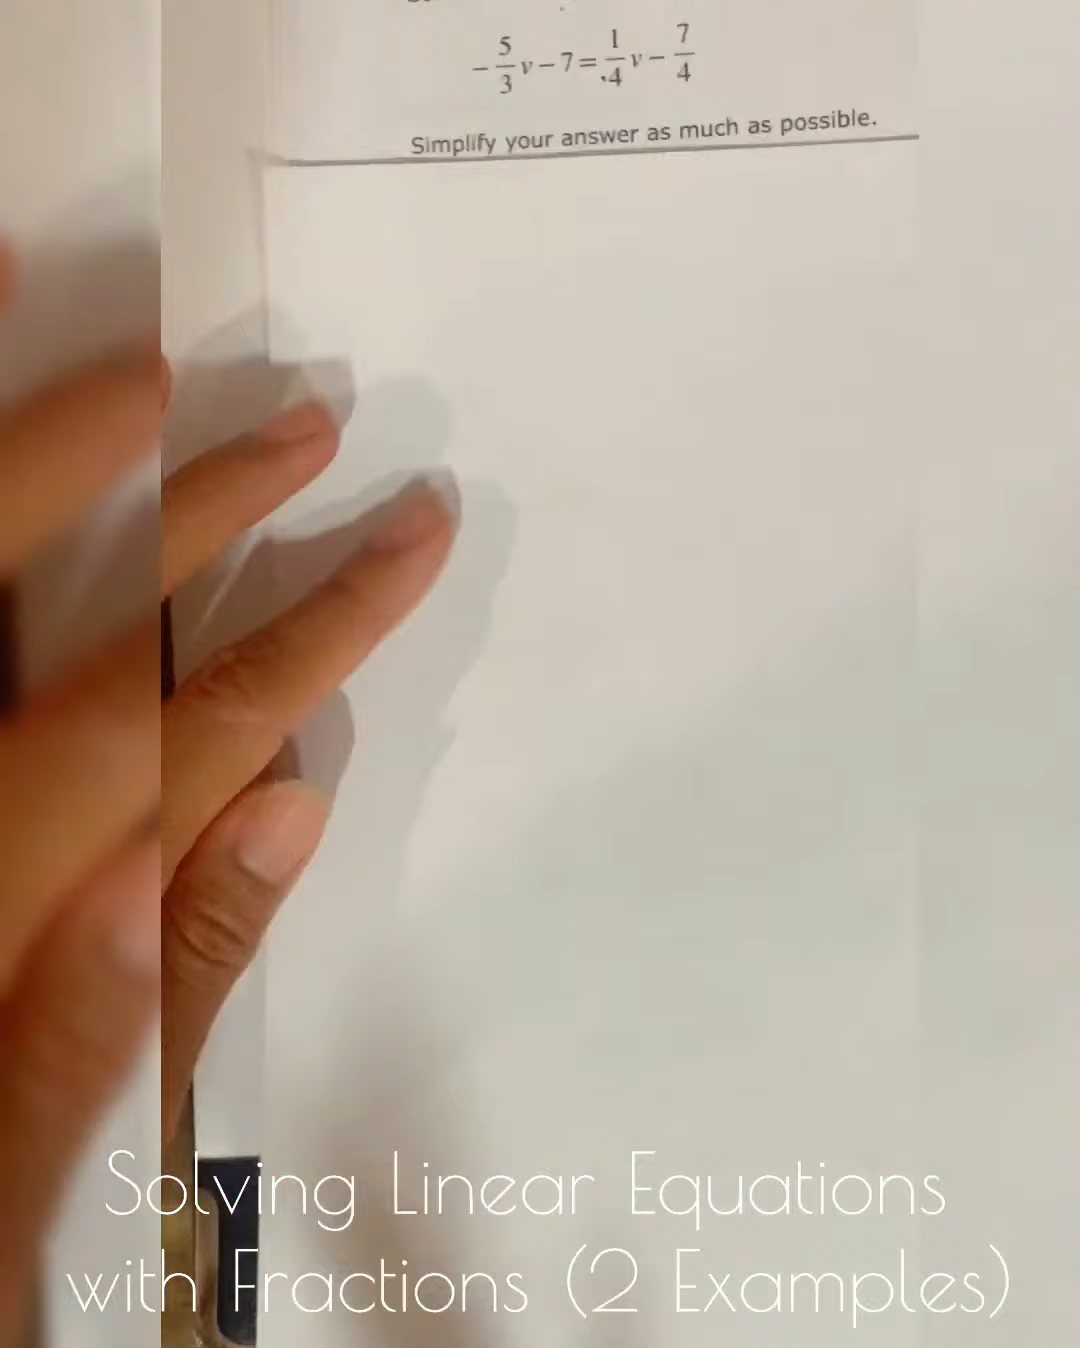 -5/3 v - 7 = 1/4 v - 7/4
Simplify your answer as much as possible.
Solving Linear Equations
with Fractions (2 Examples)